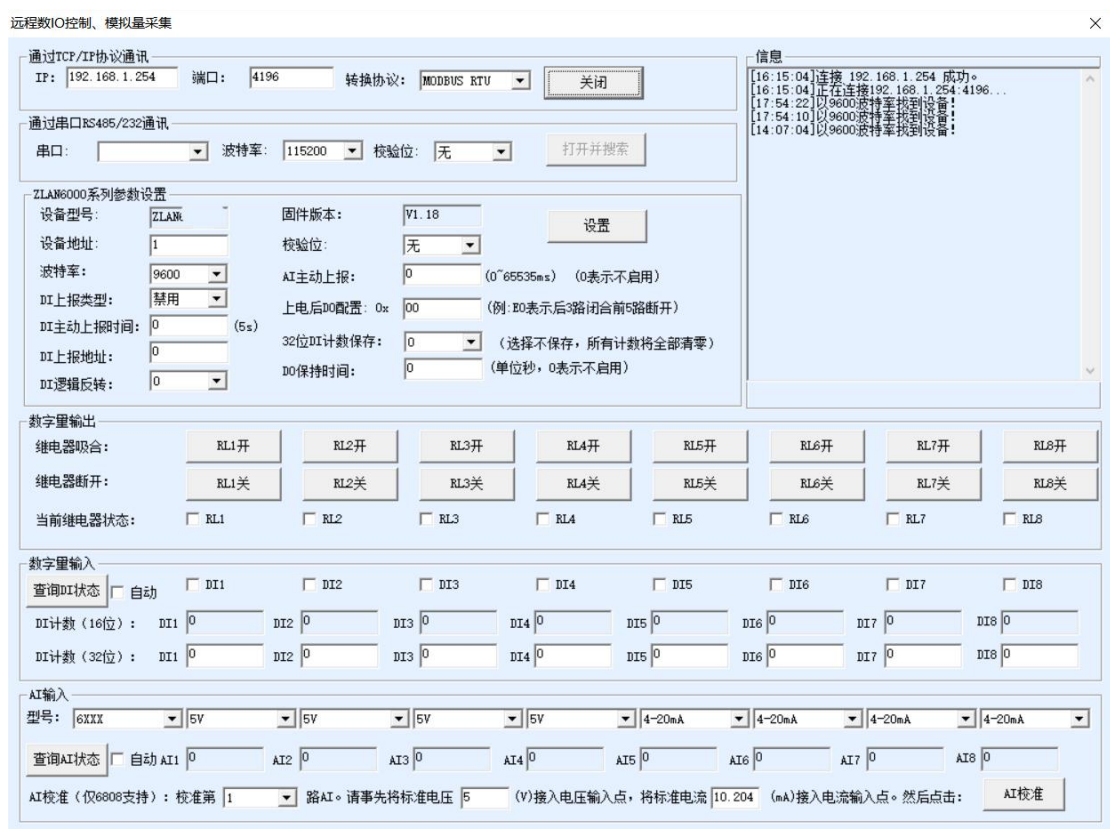 远程数IO控制、模拟量采集
通过TCP/IP协议通讯
IP: 192.168.1.254 端口: 4196 转换协议: MODBUS RTU 关闭
通过串口RS485/232通讯
串口: 波特率: 115200 校验位: 无 打开并搜索
信息
[16:15:04]连接 192.168.1.254 成功。
[16:15:04]正在连接192.168.1.254:4196...
[17:54:22]以9600波特率找到设备!
[17:54:10]以9600波特率找到设备!
[14:07:04]以9600波特率找到设备!
ZLAN6000系列参数设置
设备型号: 固件版本: V1.18 设置
设备地址: 1 校验位: 无
波特率: 9600 AI主动上报: 0 (0~65535ms) (0表示不启用)
DI上报类型: 禁用 上电后DO配置: 0x 00 (例:E0表示后3路闭合前5路断开)
DI主动上报时间: 0 (5s) 32位DI计数保存: 0 (选择不保存，所有计数将全部清零)
DI上报地址: 0 DO保持时间: 0 (单位秒，0表示不启用)
DI逻辑反转: 0
数字量输出
继电器吸合: RL1开 RL2开 RL3开 RL4开 RL5开 RL6开 RL7开 RL8开
继电器断开: RL1关 RL2关 RL3关 RL4关 RL5关 RL6关 RL7关 RL8关
当前继电器状态: RL1 RL2 RL3 RL4 RL5 RL6 RL7 RL8
数字量输入
查询DI状态 自动 DI1 DI2 DI3 DI4 DI5 DI6 DI7 DI8
DI计数(16位): DI1 0 DI2 0 DI3 0 DI4 0 DI5 0 DI6 0 DI7 0 DI8 0
DI计数(32位): DI1 0 DI2 0 DI3 0 DI4 0 DI5 0 DI6 0 DI7 0 DI8 0
AI输入
型号: 6XXX 5V 5V 5V 5V 4-20mA 4-20mA 4-20mA 4-20mA
查询AI状态 自动 AI1 0 AI2 0 AI3 0 AI4 0 AI5 0 AI6 0 AI7 0 AI8 0
AI校准(仅6808支持): 校准第 1 路AI。请事先将标准电压 5 (V)接入电压输入点，将标准电流 10.204 (mA)接入电流输入点。然后点击: AI校准